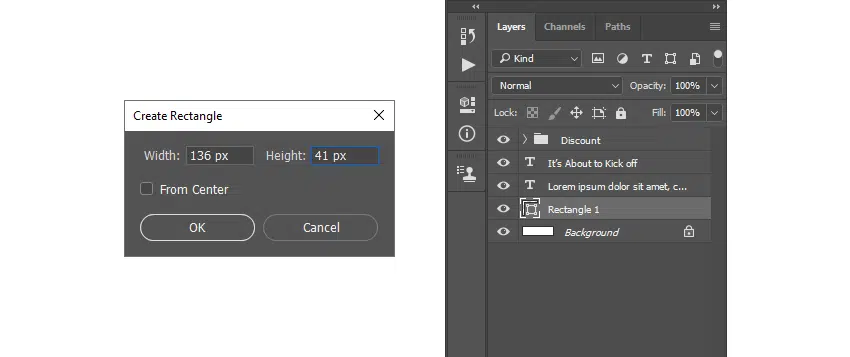 Create Rectangle
Width: 136 px Height: 41 px
From Center
OK Cancel
Layers Channels Paths
Kind
Normal Opacity: 100%
Lock: Fill: 100%
Discount
It's About to Kick off
Lorem ipsum dolor sit amet, c...
Rectangle 1
Background